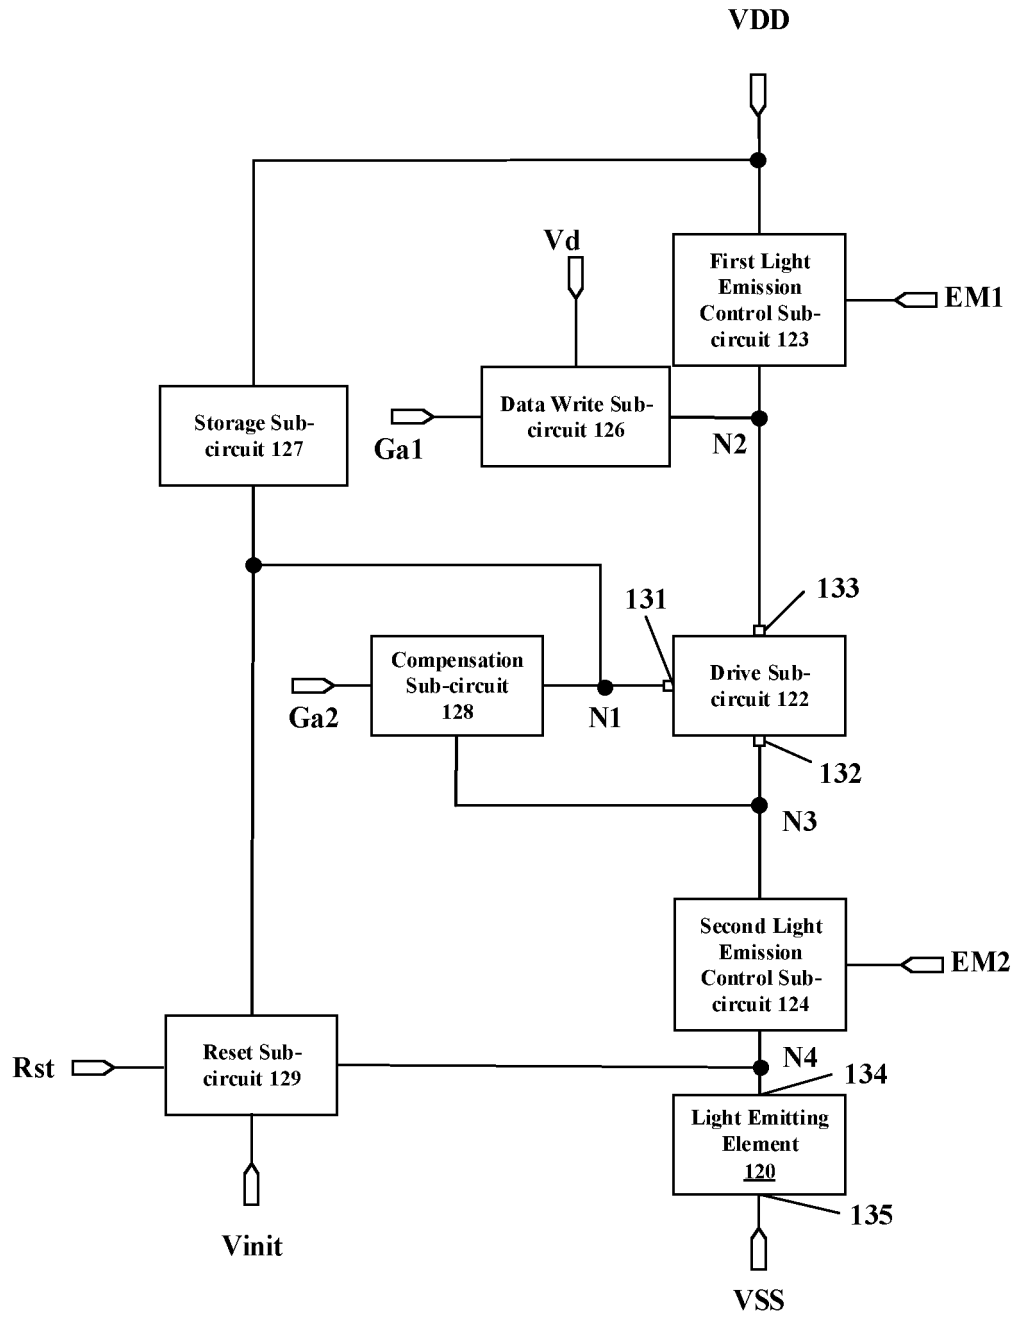 VDD
First Light
Emission
Control Sub-
circuit 123
EM1
Vd
Data Write Sub-
circuit 126
Ga1
N2
Storage Sub-
circuit 127
133
131
Compensation
Sub-circuit
128
Ga2
N1
Drive Sub-
circuit 122
132
N3
Second Light
Emission
Control Sub-
circuit 124
EM2
Rst
Reset Sub-
circuit 129
N4
134
Light Emitting
Element
120
135
Vinit
VSS